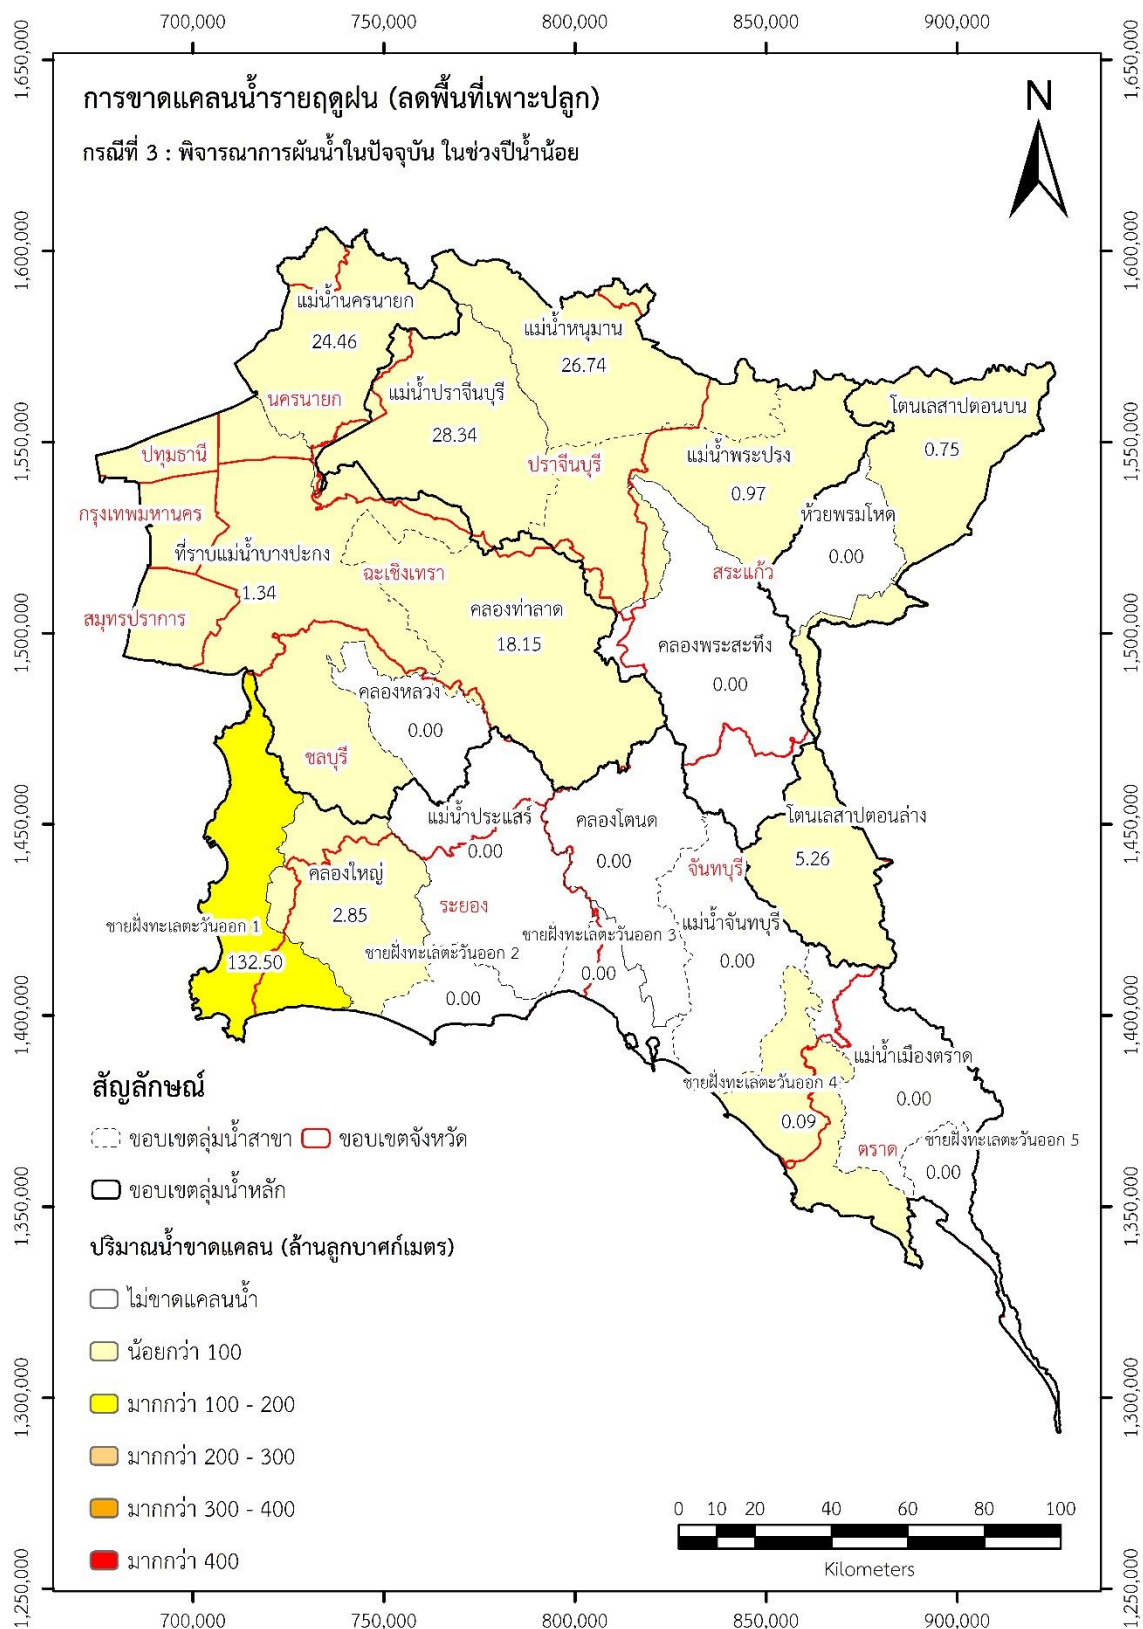 700,000 750,000 800,000 850,000 900,000
1,650,000 1,650,000
การขาดแคลนน้ำรายฤดูฝน (ลดพื้นที่เพาะปลูก)
N
กรณีที่ 3 : พิจารณาการผันน้ำในปัจจุบัน ในช่วงปีน้ำน้อย
1,600,000 1,600,000
แม่น้ำนครนายก
24.46
แม่น้ำหนุมาน
26.74
แม่น้ำปราจีนบุรี
28.34
นครนายก
โตนเลสาปตอนบน
0.75
1,550,000 1,550,000
ปทุมธานี
ปราจีนบุรี
แม่น้ำพระปรง
0.97
กรุงเทพมหานคร
ห้วยพรมโหด
0.00
ที่ราบแม่น้ำบางปะกง
1.34
ฉะเชิงเทรา
สระแก้ว
สมุทรปราการ
คลองท่าลาด
18.15
1,500,000 1,500,000
คลองพระสะทึง
0.00
คลองหลวง
0.00
ชลบุรี
แม่น้ำประแสร์
0.00
คลองโตนด
0.00
โตนเลสาปตอนล่าง
5.26
1,450,000 1,450,000
คลองใหญ่
2.85
จันทบุรี
ระยอง
ชายฝั่งทะเลตะวันออก 1
132.50
ชายฝั่งทะเลตะวันออก 2
0.00
ชายฝั่งทะเลตะวันออก 3
0.00
แม่น้ำจันทบุรี
0.00
1,400,000 1,400,000
แม่น้ำเมืองตราด
0.00
ชายฝั่งทะเลตะวันออก 4
0.09
ตราด
ชายฝั่งทะเลตะวันออก 5
0.00
สัญลักษณ์
ขอบเขตลุ่มน้ำสาขา ขอบเขตจังหวัด
ขอบเขตลุ่มน้ำหลัก
1,350,000 1,350,000
ปริมาณน้ำขาดแคลน (ล้านลูกบาศก์เมตร)
ไม่ขาดแคลนน้ำ
น้อยกว่า 100
1,300,000 1,300,000
มากกว่า 100 - 200
มากกว่า 200 - 300
มากกว่า 300 - 400
มากกว่า 400
0 10 20 40 60 80 100
Kilometers
1,250,000 1,250,000
700,000 750,000 800,000 850,000 900,000